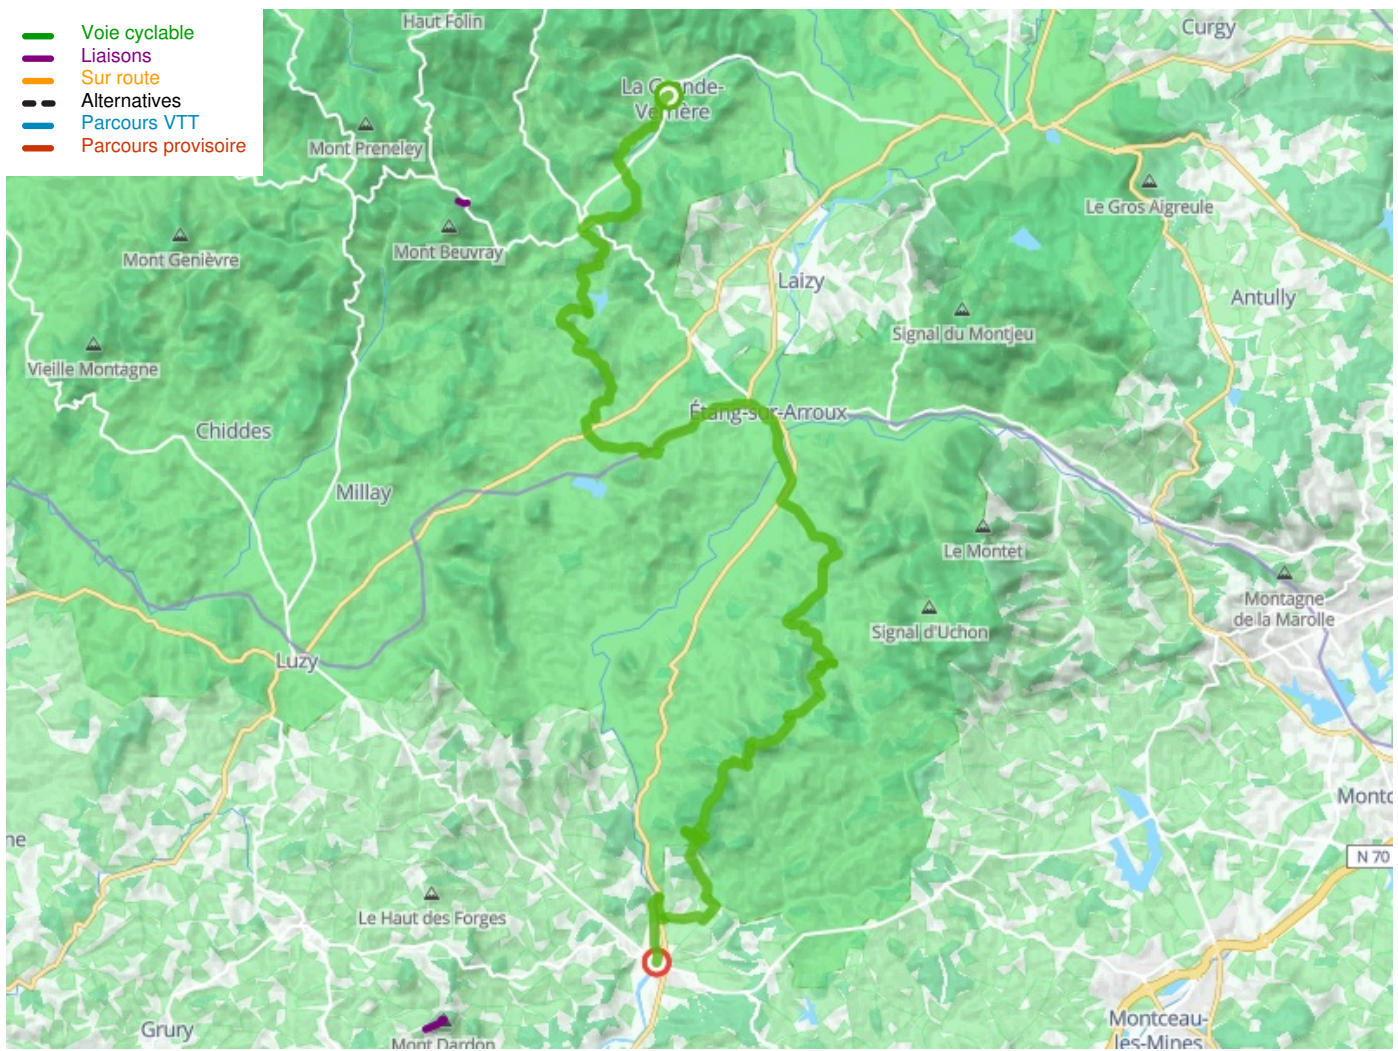 Voie cyclable
Liaisons
Sur route
Alternatives
Parcours VTT
Parcours provisoire
Haut Folin
Curgy
La
Mont Preneley
Le Gros Aigreule
Mont Genièvre
Mont Beuvray
Laizy
Antully
Signal du Montjeu
Vieille Montagne
Étang-sur-Arroux
Chiddes
Millay
Le Montet
Montagne
de la Marolle
Signal d'Uchon
Luzy
Montc
ne
N 70
Le Haut des Forges
Grury
Mont Dardon
Montceau-
les-Mines